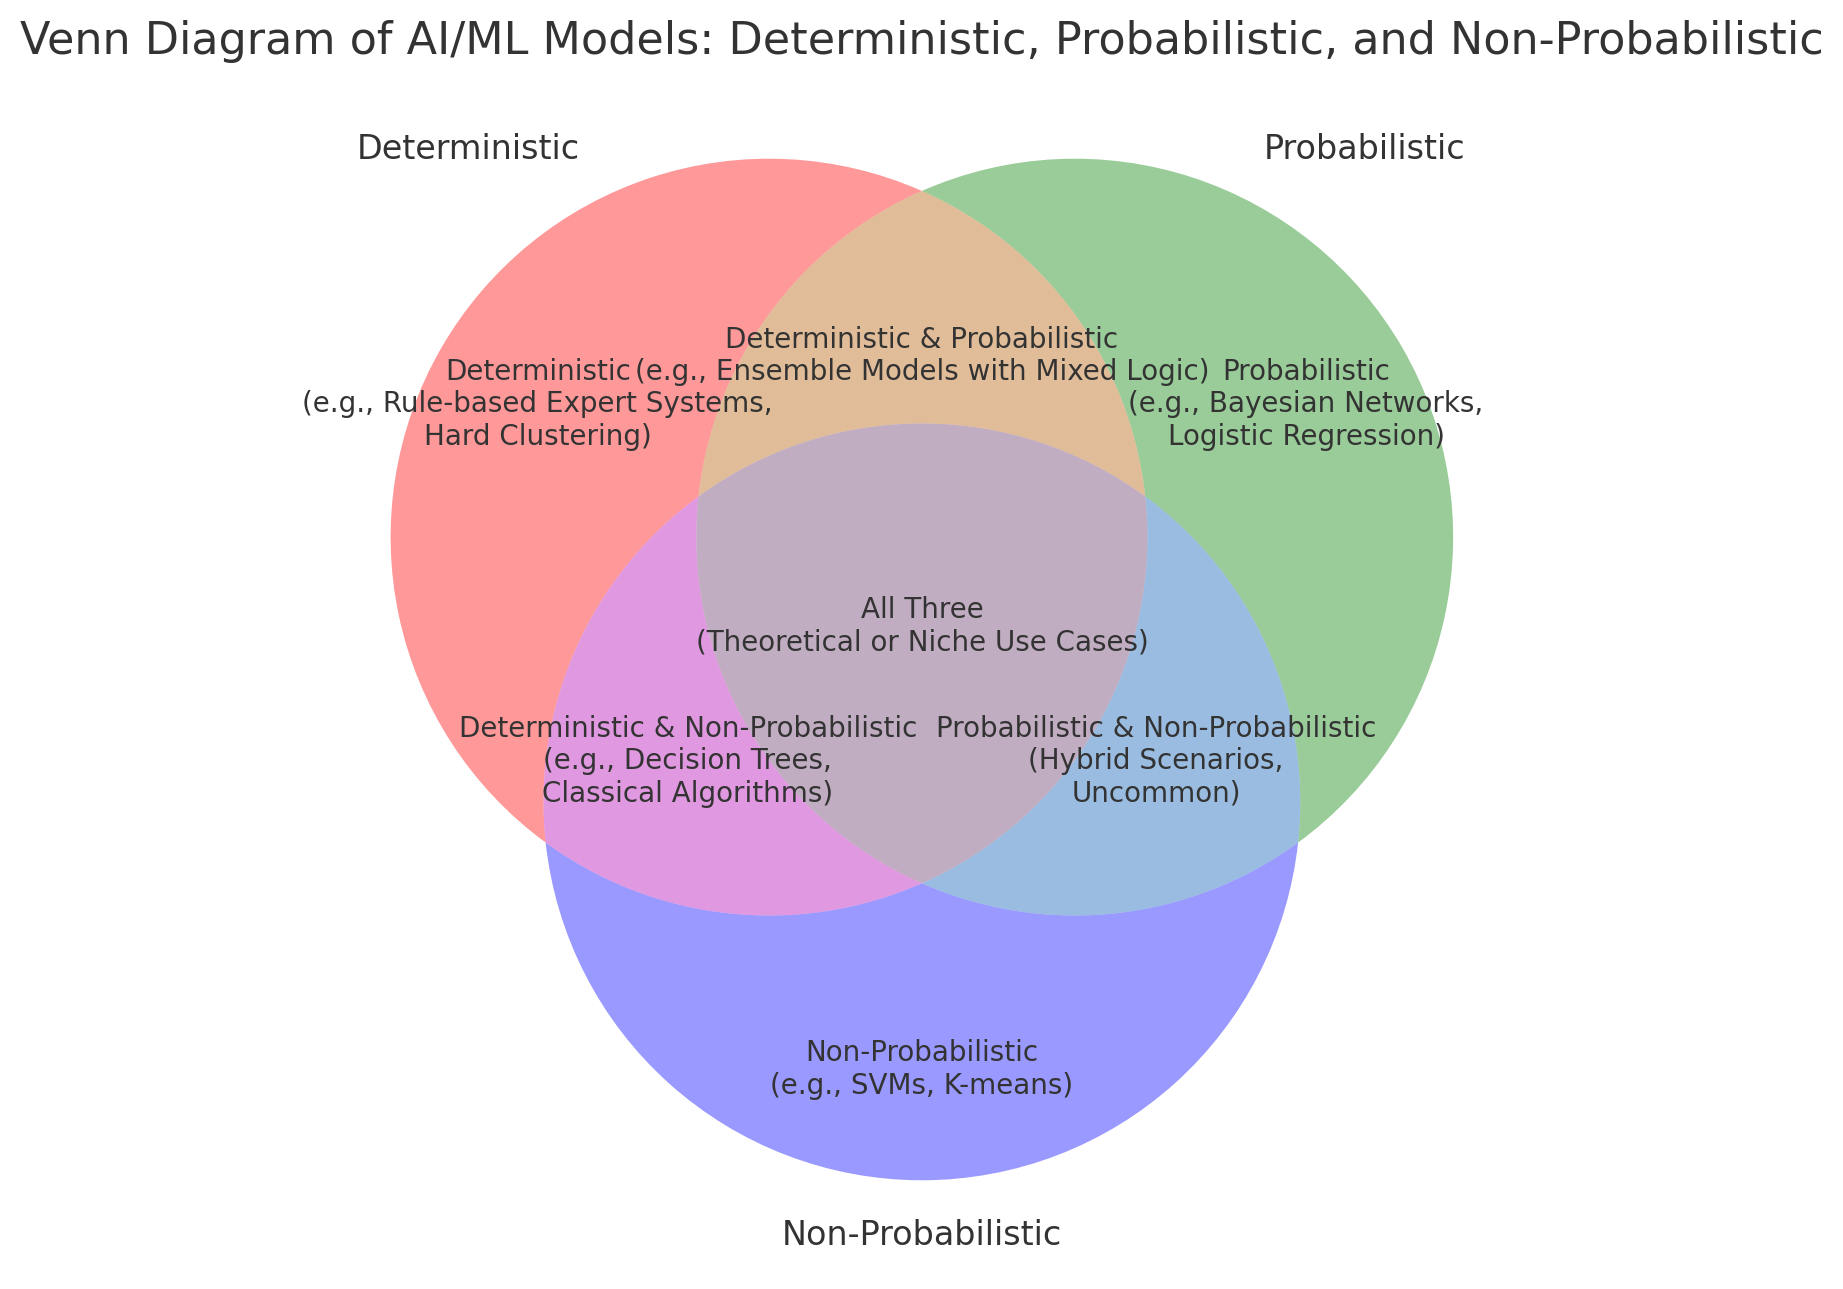 Venn Diagram of AI/ML Models: Deterministic, Probabilistic, and Non-Probabilistic
Deterministic
Probabilistic
Deterministic
(e.g., Rule-based Expert Systems,
Hard Clustering)
Deterministic & Probabilistic
(e.g., Ensemble Models with Mixed Logic)
Probabilistic
(e.g., Bayesian Networks,
Logistic Regression)
All Three
(Theoretical or Niche Use Cases)
Deterministic & Non-Probabilistic
(e.g., Decision Trees,
Classical Algorithms)
Probabilistic & Non-Probabilistic
(Hybrid Scenarios,
Uncommon)
Non-Probabilistic
(e.g., SVMs, K-means)
Non-Probabilistic